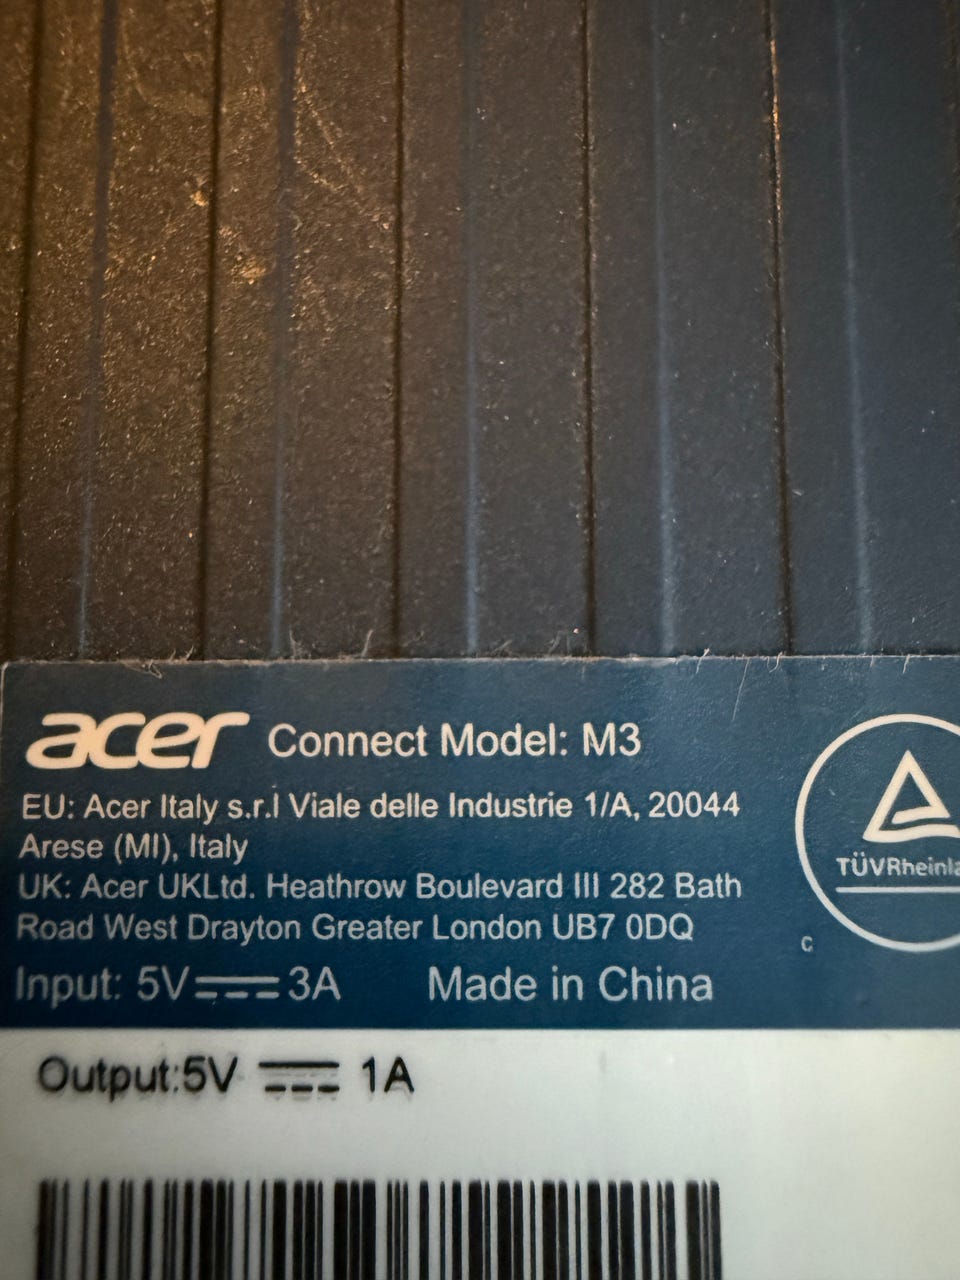 acer Connect Model: M3
EU: Acer Italy s.r.l Viale delle Industrie 1/A, 20044
Arese (MI), Italy
UK: Acer UKLtd. Heathrow Boulevard III 282 Bath
Road West Drayton Greater London UB7 0DQ
Input: 5V 3A Made in China
Output:5V 1A
TÜVRheinla
c